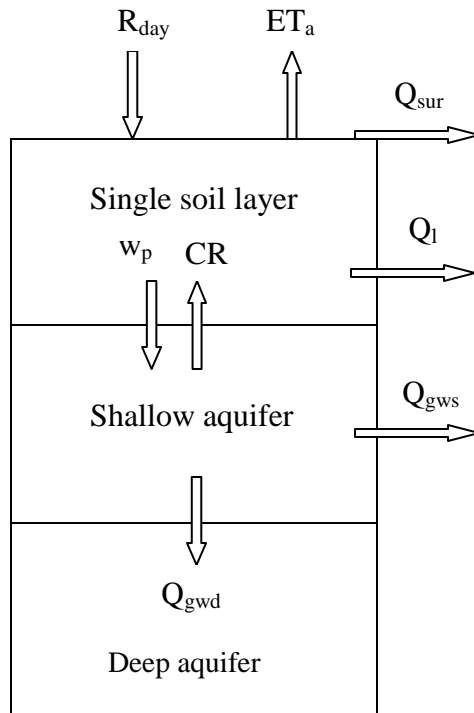 R_day ET_a
Q_sur
Single soil layer
Q_l
w_p CR
Q_gws
Shallow aquifer
Q_gwd
Deep aquifer